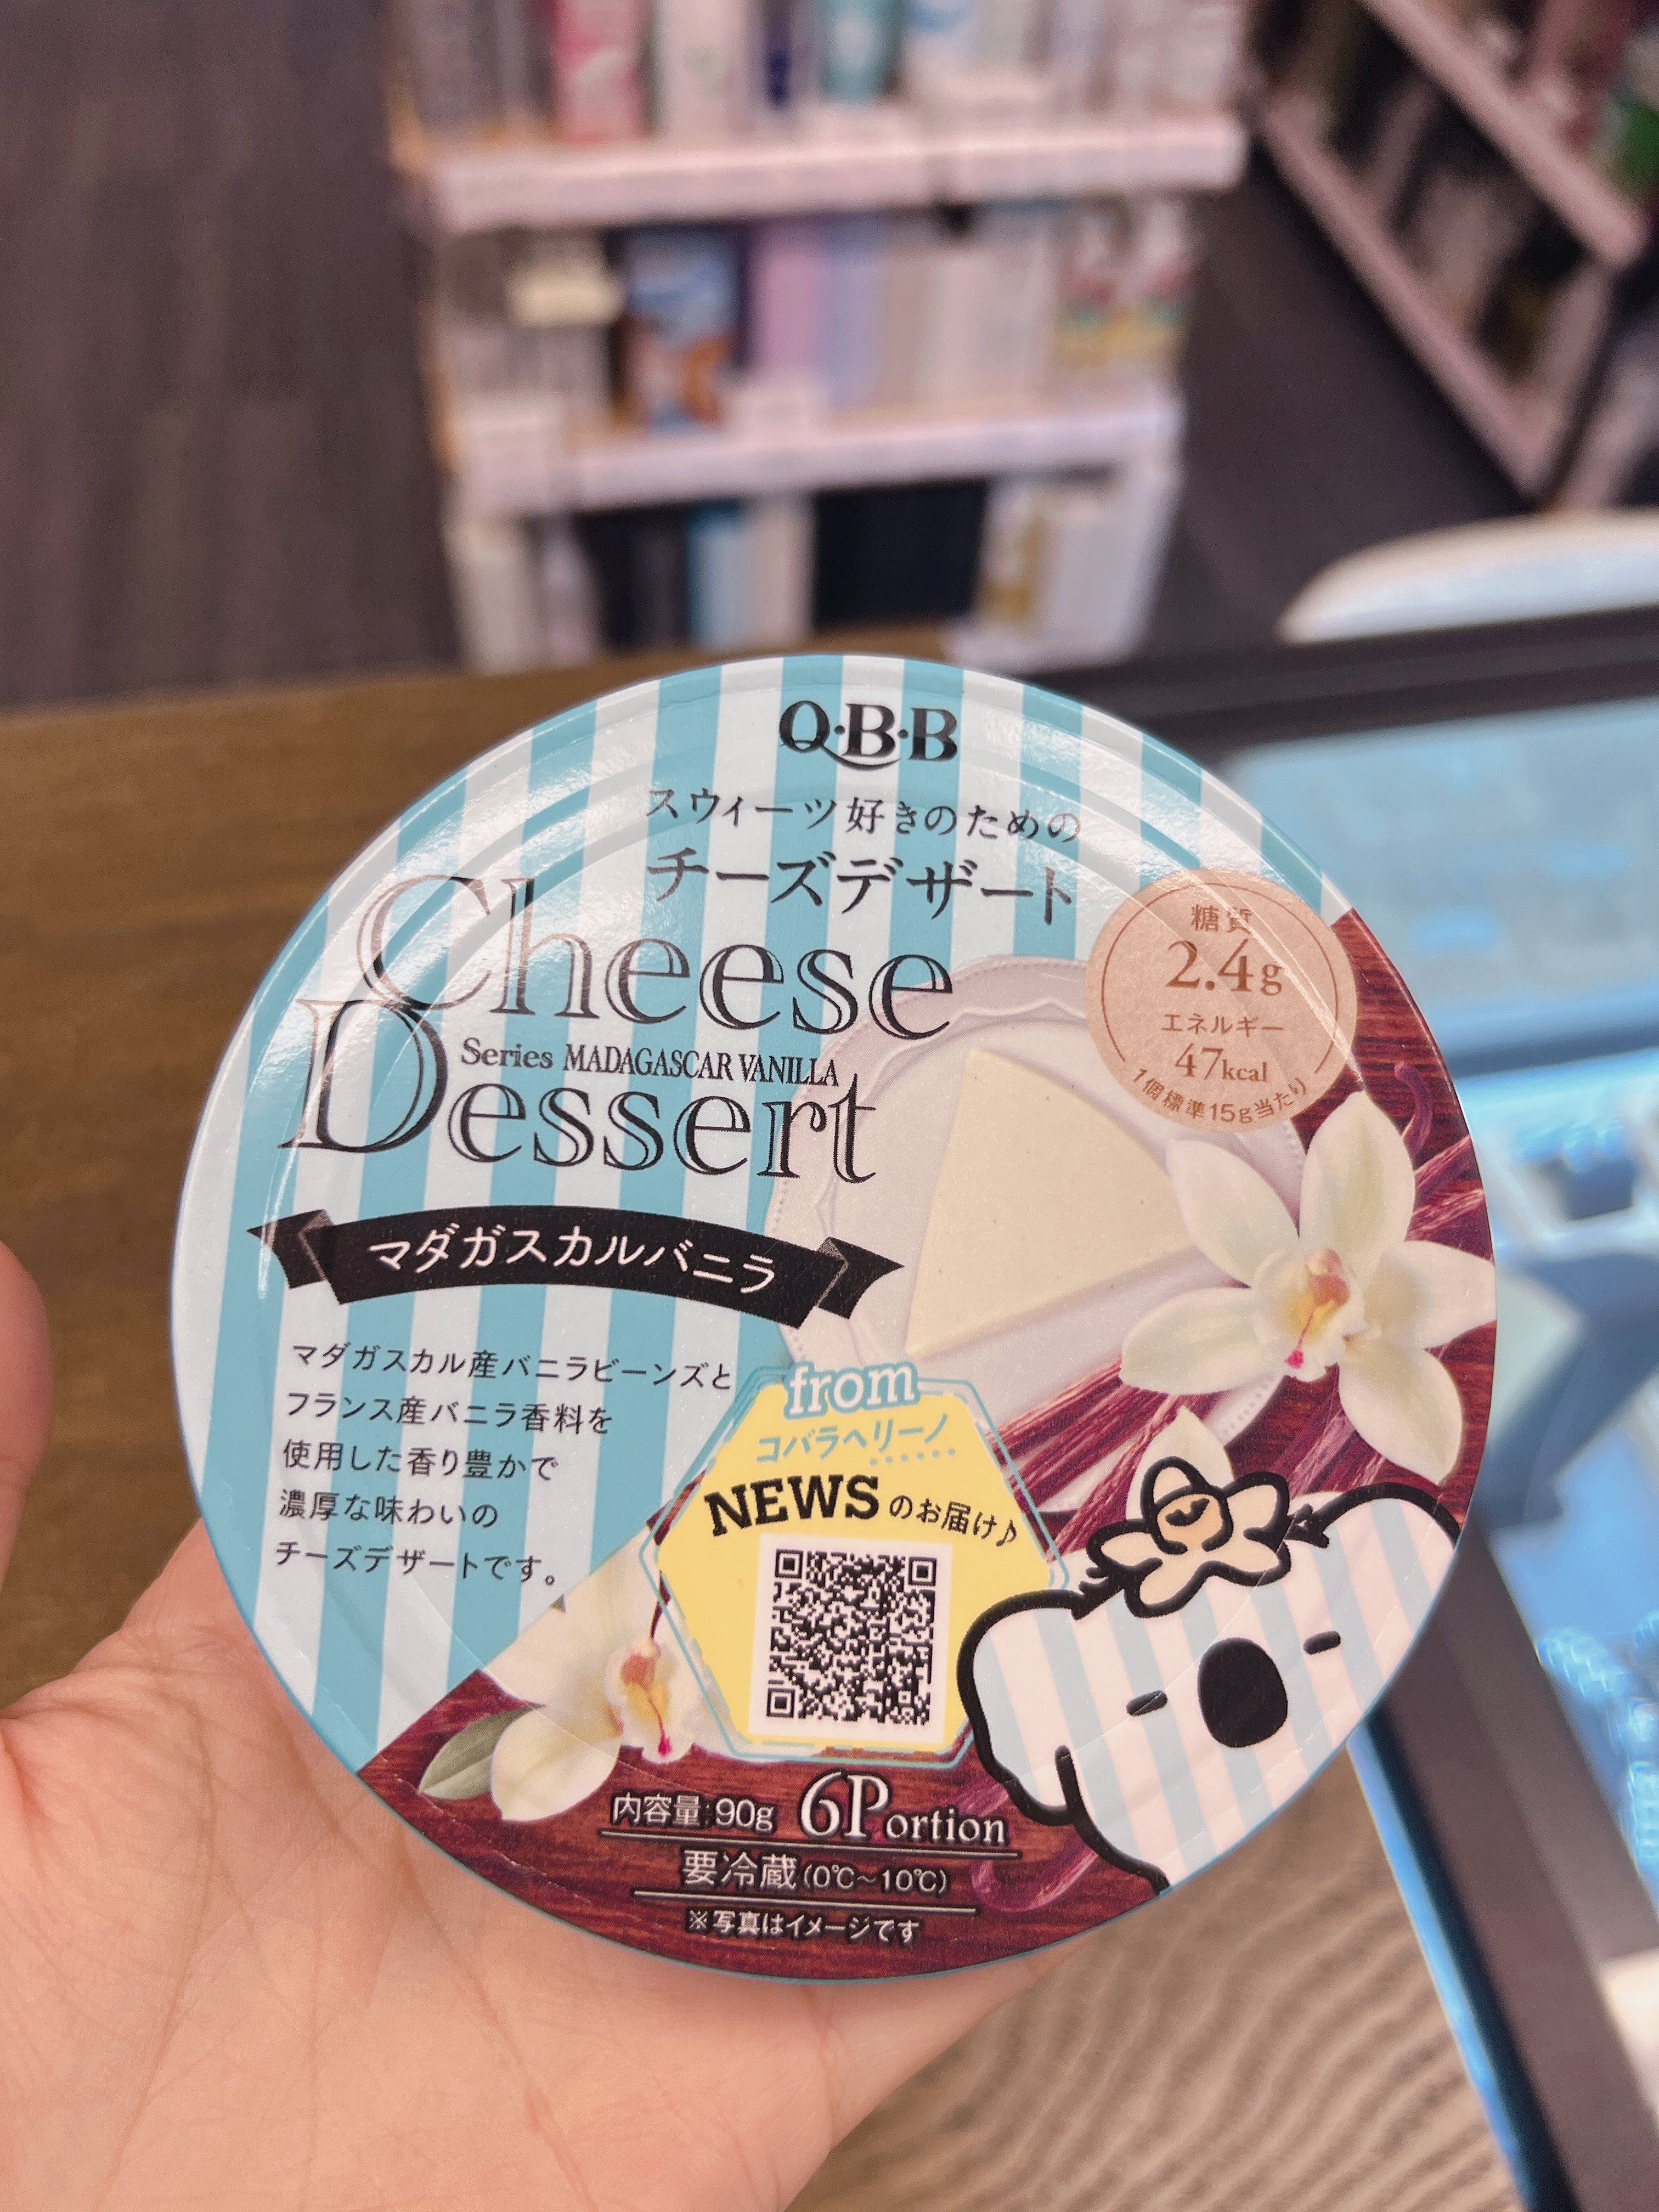 Q・B・B
スウィーツ好きのための
チーズデザート
Cheese
Series MADAGASCAR VANILLA
Dessert
糖質
2.4g
エネルギー
47kcal
1個標準15g当たり
マダガスカルバニラ
マダガスカル産バニラビーンズと
フランス産バニラ香料を
使用した香り豊かで
濃厚な味わいの
チーズデザートです。
from
コバラヘリーノ
NEWSのお届け♪
内容量:90g 6Portion
要冷蔵(0℃~10℃)
※写真はイメージです